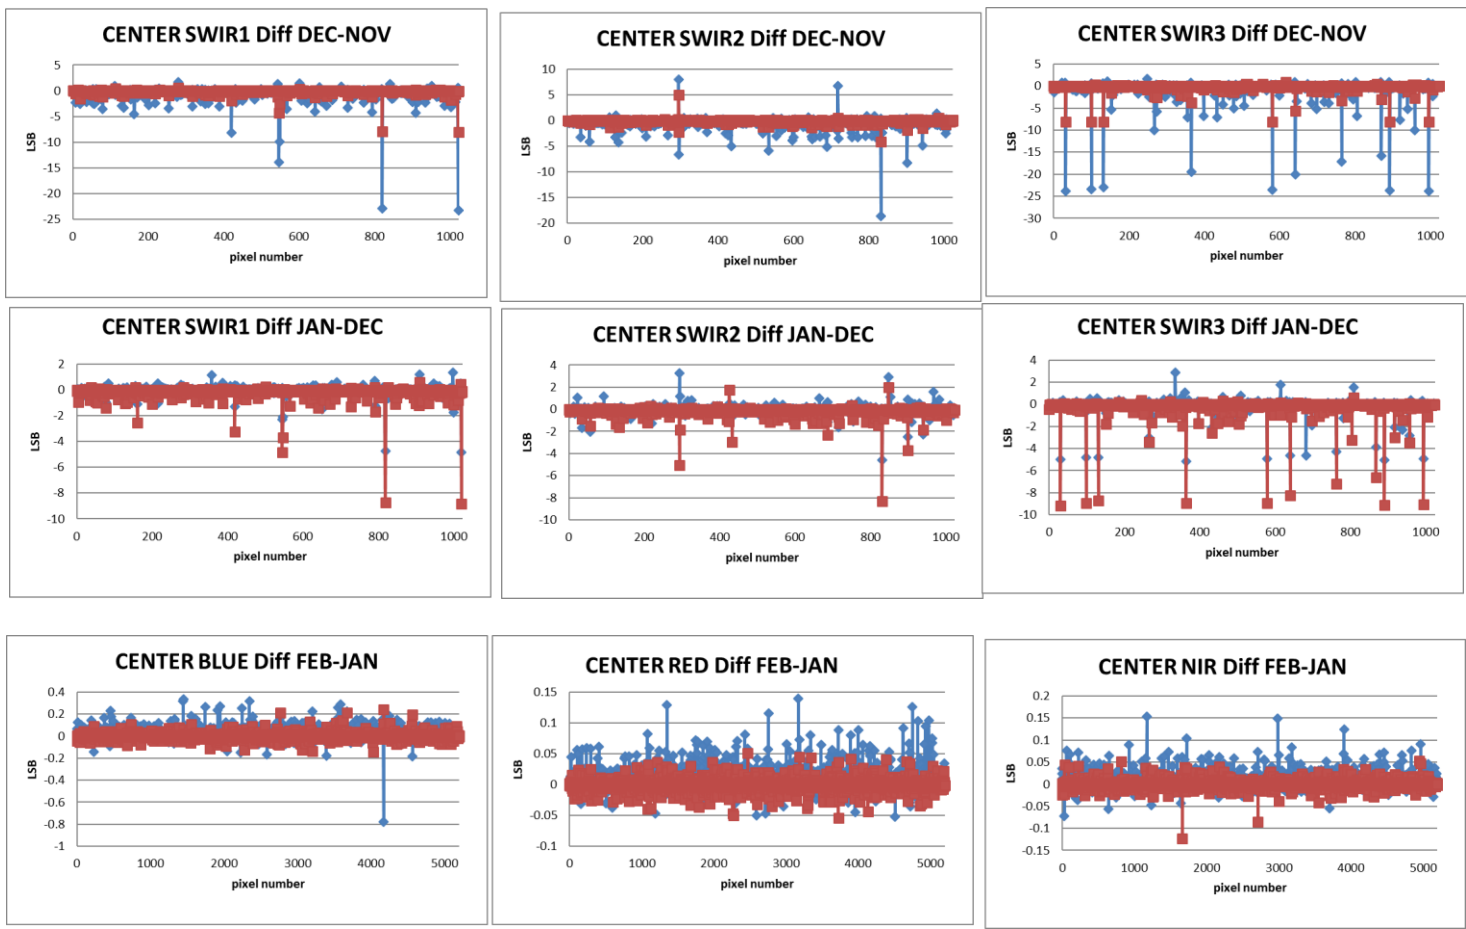 CENTER SWIR1 Diff DEC-NOV
5
0
-5
-10
-15
-20
-25
LSB
0 200 400 600 800 1000
pixel number
CENTER SWIR2 Diff DEC-NOV
10
5
0
-5
-10
-15
-20
LSB
0 200 400 600 800 1000
pixel number
CENTER SWIR3 Diff DEC-NOV
5
0
-5
-10
-15
-20
-25
-30
LSB
0 200 400 600 800 1000
pixel number
CENTER SWIR1 Diff JAN-DEC
2
0
-2
-4
-6
-8
-10
LSB
0 200 400 600 800 1000
pixel number
CENTER SWIR2 Diff JAN-DEC
4
2
0
-2
-4
-6
-8
-10
LSB
0 200 400 600 800 1000
pixel number
CENTER SWIR3 Diff JAN-DEC
4
2
0
-2
-4
-6
-8
-10
LSB
0 200 400 600 800 1000
pixel number
CENTER BLUE Diff FEB-JAN
0.4
0.2
0
-0.2
-0.4
-0.6
-0.8
-1
LSB
0 1000 2000 3000 4000 5000
pixel number
CENTER RED Diff FEB-JAN
0.15
0.1
0.05
0
-0.05
-0.1
LSB
0 1000 2000 3000 4000 5000
pixel number
CENTER NIR Diff FEB-JAN
0.2
0.15
0.1
0.05
0
-0.05
-0.1
-0.15
LSB
0 1000 2000 3000 4000 5000
pixel number